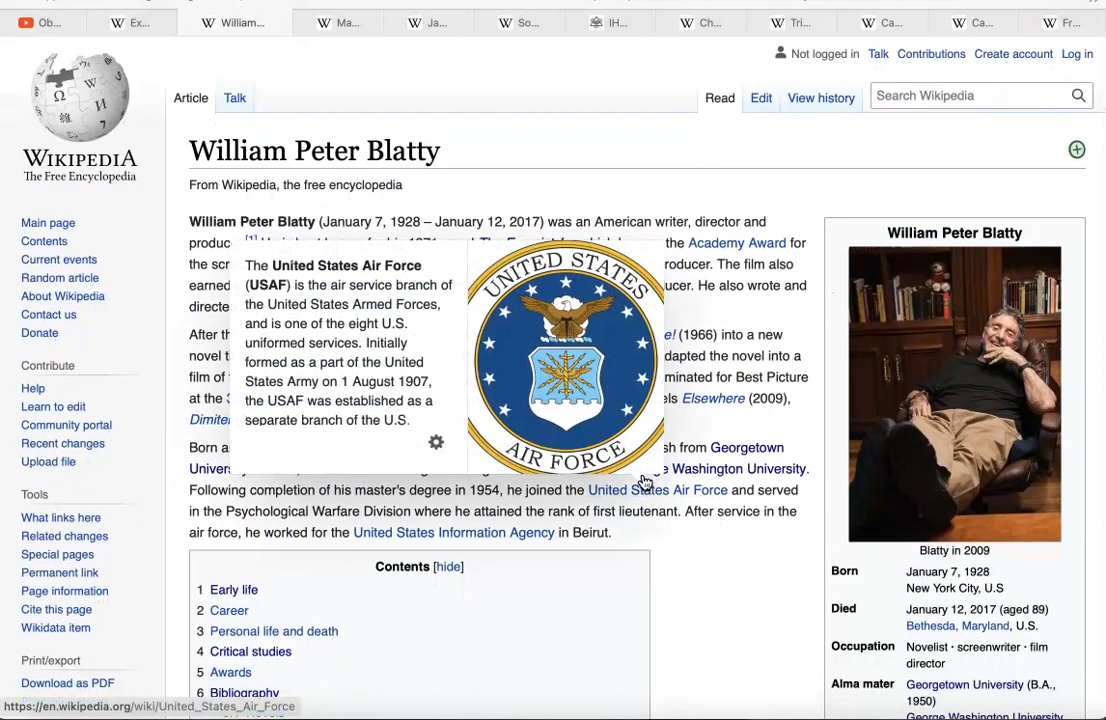 Ob...
Ex...
William...
Ma...
Ja...
So...
IH...
Ch...
Tri...
Ca...
Ca...
Fr...
Not logged in Talk Contributions Create account Log in
Article Talk Read Edit View history Search Wikipedia
WIKIPEDIA
The Free Encyclopedia
William Peter Blatty
From Wikipedia, the free encyclopedia
Main page
Contents
Current events
Random article
About Wikipedia
Contact us
Donate
Contribute
Help
Learn to edit
Community portal
Recent changes
Upload file
Tools
What links here
Related changes
Special pages
Permanent link
Page information
Cite this page
Wikidata item
Print/export
Download as PDF
William Peter Blatty (January 7, 1928 – January 12, 2017) was an American writer, director and
the Academy Award for
the scr
The film also
earned
He also wrote and
directe
After th
(1966) into a new
novel t
dapted the novel into a
film of
minated for Best Picture
at the
els Elsewhere (2009),
Dimiter
Born a
from Georgetown
Univers
Washington University.
Following completion of his master's degree in 1954, he joined the United States Air Force and served
in the Psychological Warfare Division where he attained the rank of first lieutenant. After service in the
air force, he worked for the United States Information Agency in Beirut.
The United States Air Force
(USAF) is the air service branch of
the United States Armed Forces,
and is one of the eight U.S.
uniformed services. Initially
formed as a part of the United
States Army on 1 August 1907,
the USAF was established as a
separate branch of the U.S.
UNITED STATES
AIR FORCE
Contents [hide]
1 Early life
2 Career
3 Personal life and death
4 Critical studies
5 Awards
6 Bibliography
William Peter Blatty
Blatty in 2009
Born January 7, 1928
New York City, U.S
Died January 12, 2017 (aged 89)
Bethesda, Maryland, U.S.
Occupation Novelist · screenwriter · film
director
Alma mater Georgetown University (B.A.,
1950)
George Washington University
https://en.wikipedia.org/wiki/United_States_Air_Force